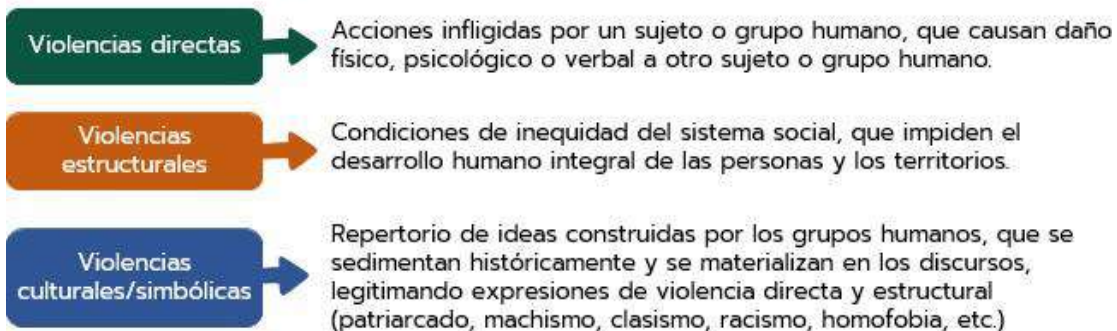 Violencias directas
Acciones infligidas por un sujeto o grupo humano, que causan daño
físico, psicológico o verbal a otro sujeto o grupo humano.
Violencias
estructurales
Condiciones de inequidad del sistema social, que impiden el
desarrollo humano integral de las personas y los territorios.
Violencias
culturales/simbólicas
Repertorio de ideas construidas por los grupos humanos, que se
sedimentan históricamente y se materializan en los discursos,
legitimando expresiones de violencia directa y estructural
(patriarcado, machismo, clasismo, racismo, homofobia, etc.)